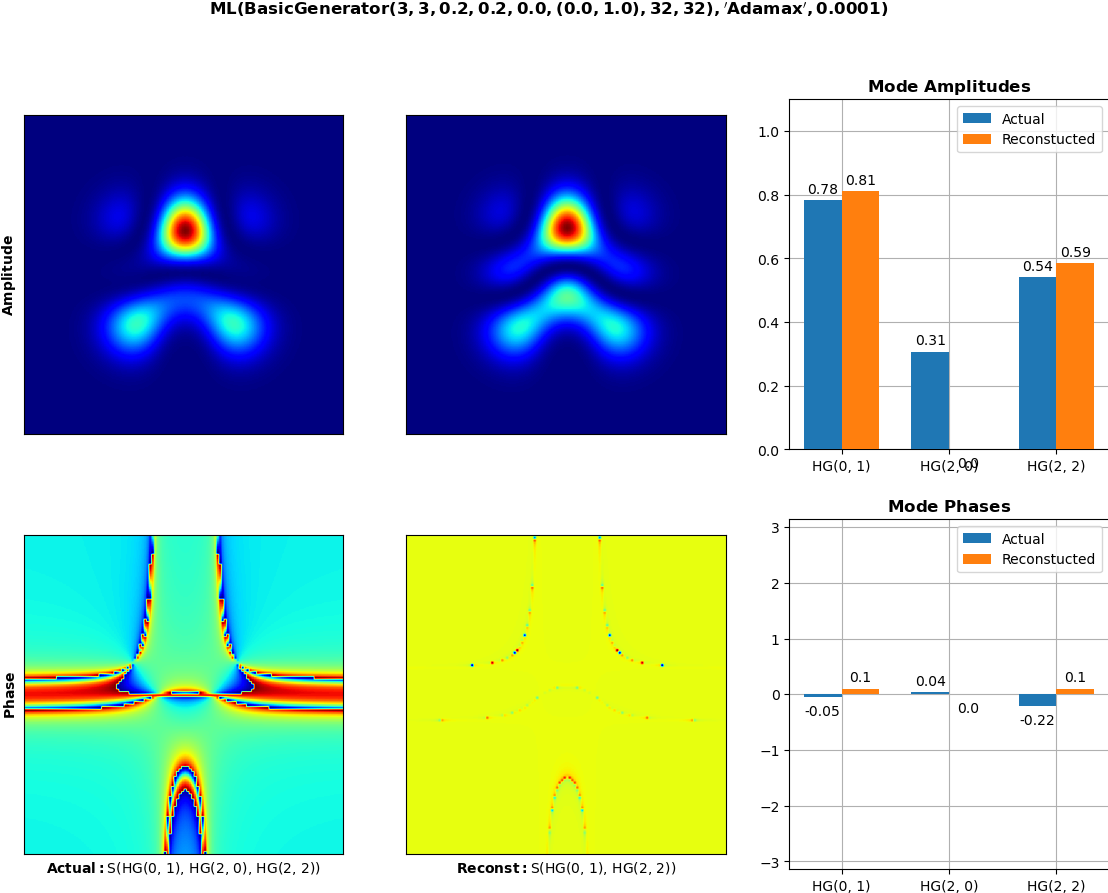 ML(BasicGenerator(3, 3, 0.2, 0.2, 0.0, (0.0, 1.0), 32, 32), ′Adamax′, 0.0001)
Amplitude
Mode Amplitudes
Actual
Reconstucted
1.0
0.8
0.6
0.4
0.2
0.0
0.78
0.81
0.31
0.0
0.54
0.59
HG(0, 1)
HG(2, 0)
HG(2, 2)
Phase
Actual: S(HG(0, 1), HG(2, 0), HG(2, 2))
Reconst: S(HG(0, 1), HG(2, 2))
Mode Phases
Actual
Reconstucted
3
2
1
0
−1
−2
−3
-0.05
0.1
0.04
0.0
-0.22
0.1
HG(0, 1)
HG(2, 0)
HG(2, 2)